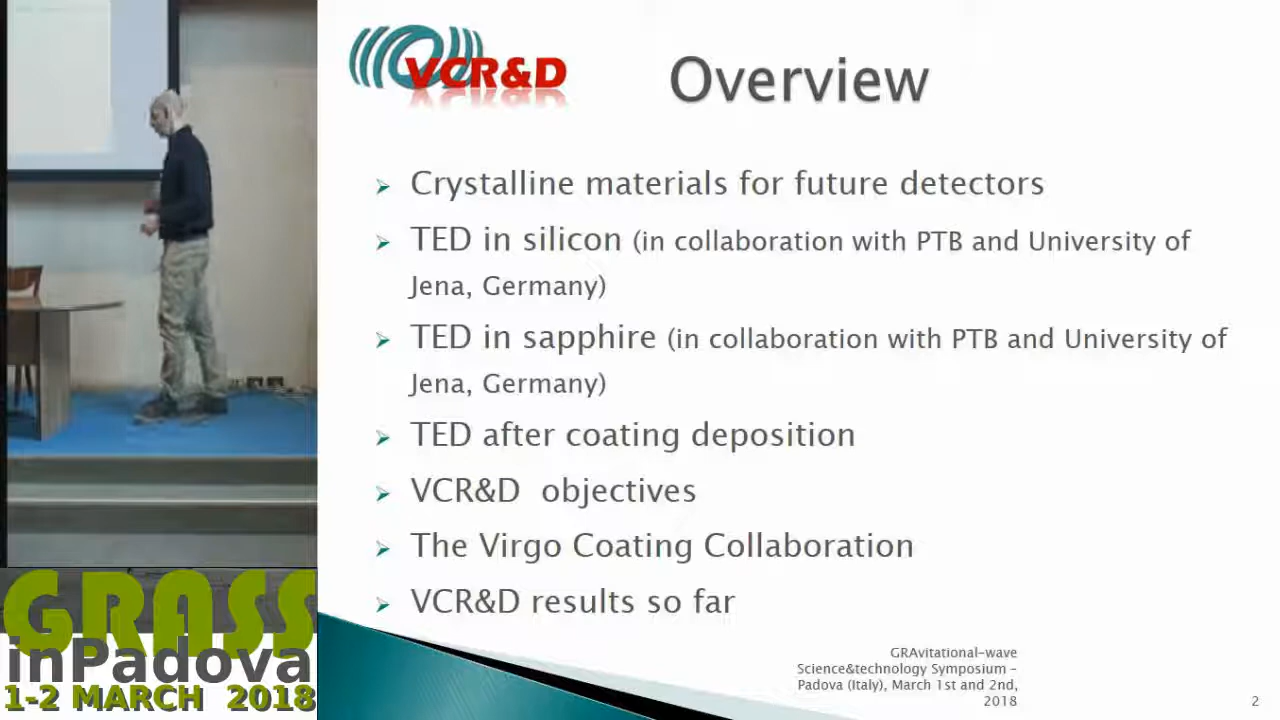 VCR&D
Overview
Crystalline materials for future detectors
TED in silicon (in collaboration with PTB and University of
Jena, Germany)
TED in sapphire (in collaboration with PTB and University of
Jena, Germany)
TED after coating deposition
VCR&D objectives
The Virgo Coating Collaboration
VCR&D results so far
GRAvitational-wave
Science&technology Symposium -
Padova (Italy), March 1st and 2nd,
2018
2
GRASS
inPadova
1-2 MARCH 2018